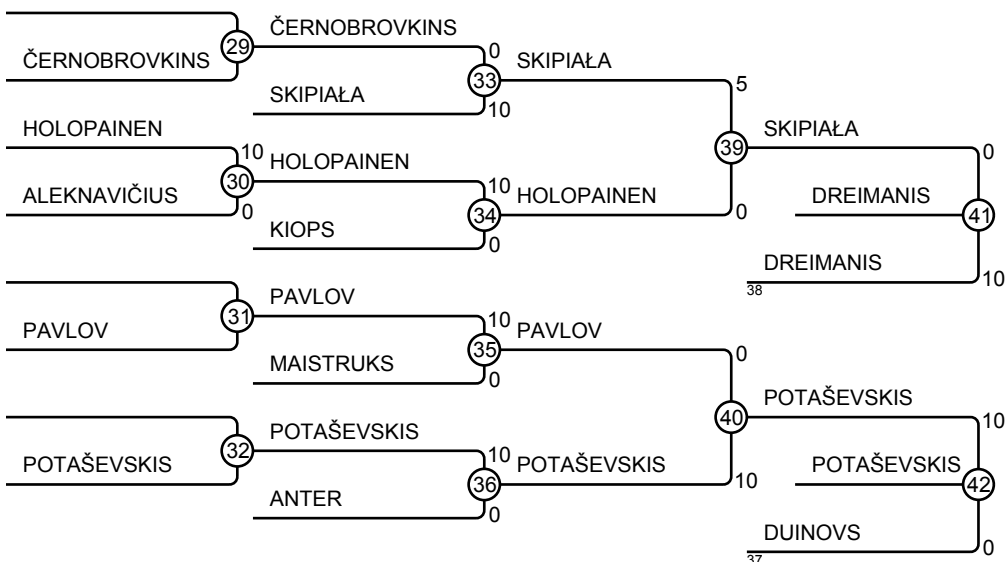 ČERNOBROVKINS
0
29
SKIPIAŁA
ČERNOBROVKINS
33
5
SKIPIAŁA
10
HOLOPAINEN
SKIPIAŁA
10
39
0
HOLOPAINEN
10
30
HOLOPAINEN
DREIMANIS
ALEKNAVIČIUS
0
34
0
41
KIOPS
0
DREIMANIS
38
10
PAVLOV
31
10
PAVLOV
PAVLOV
35
0
MAISTRUKS
0
POTAŠEVSKIS
40
10
POTAŠEVSKIS
32
10
POTAŠEVSKIS
POTAŠEVSKIS
POTAŠEVSKIS
36
10
42
ANTER
0
DUINOVS
37
0